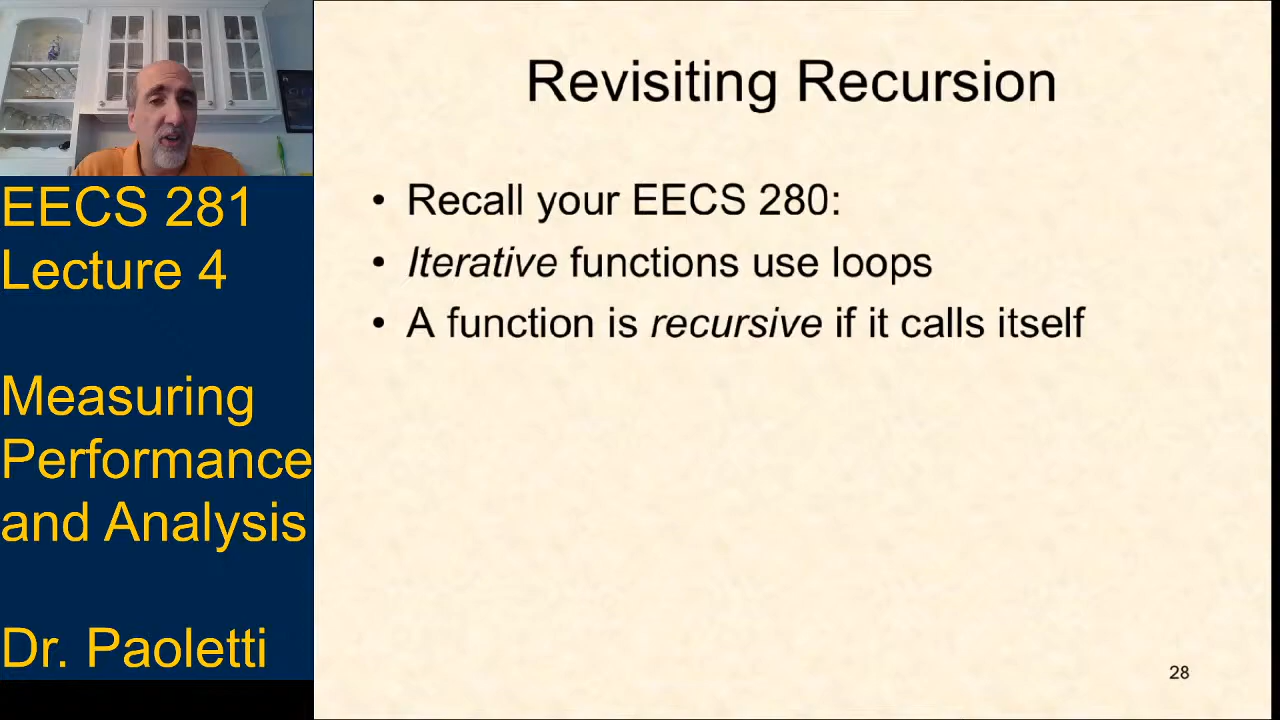 EECS 281
Lecture 4
Measuring
Performance
and Analysis
Dr. Paoletti
Revisiting Recursion
• Recall your EECS 280:
• Iterative functions use loops
• A function is recursive if it calls itself
28